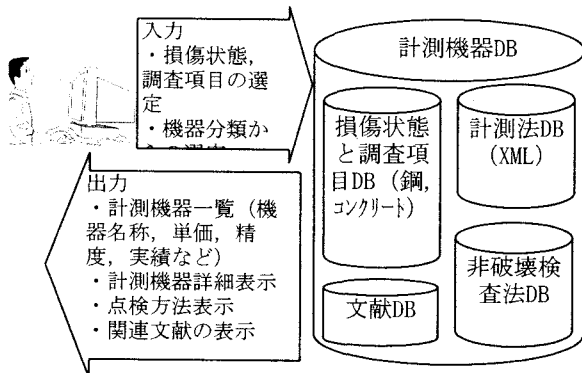 入力
・損傷状態，
調査項目の選
定
・機器分類か
計測機器DB
損傷状態
と調査項
目DB（鋼，
コンクリート）
計測法DB
(XML)
文献DB
非破壊検
査法DB
出力
・計測機器一覧（機
器名称，単価，精
度，実績など）
・計測機器詳細表示
・点検方法表示
・関連文献の表示